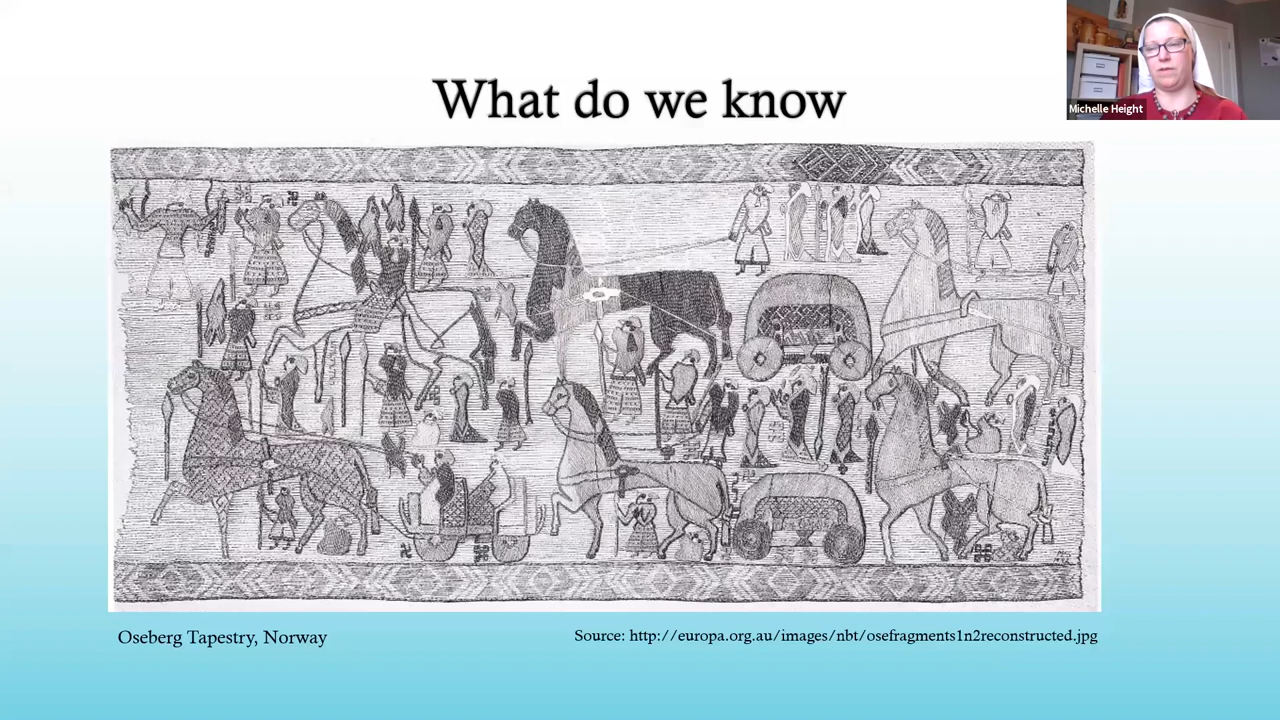 What do we know
Michelle Height
Oseberg Tapestry, Norway
Source: http://europa.org.au/images/nbt/osefragments1n2reconstructed.jpg